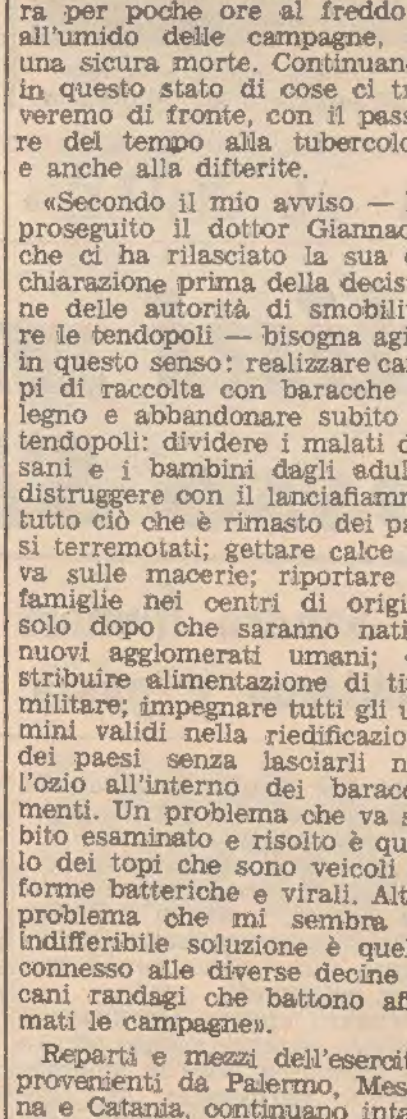 ra per poche ore al freddo
all'umido delle campagne,
una sicura morte. Continuan
in questo stato di cose ci tr
veremo di fronte, con il pass
re del tempo alla tubercolo
e anche alla difterite.
«Secondo il mio avviso —
proseguito il dottor Giannac
che ci ha rilasciato la sua
chiarazione prima della decis
ne delle autorità di smobilit
re le tendopoli — bisogna agi
in questo senso: realizzare cam
pi di raccolta con baracche
legno e abbandonare subito
tendopoli: dividere i malati d
sani e i bambini dagli adul
distruggere con il lanciafiamm
tutto ciò che è rimasto dei pa
si terremotati; gettare calce
va sulle macerie; riportare
famiglie nei centri di origi
solo dopo che saranno nati
nuovi agglomerati umani;
stribuire alimentazione di ti
militare; impegnare tutti gli u
mini validi nella riedificazio
dei paesi senza lasciarli n
l'ozio all'interno dei baracc
menti. Un problema che va s
bito esaminato e risolto è que
lo dei topi che sono veicoli
forme batteriche e virali. Alt
problema che mi sembra
indifferibile soluzione è quel
connesso alle diverse decine
cani randagi che battono aff
mati le campagne».
Reparti e mezzi dell'esercit
provenienti da Palermo, Mess
na e Catania, continuano inta